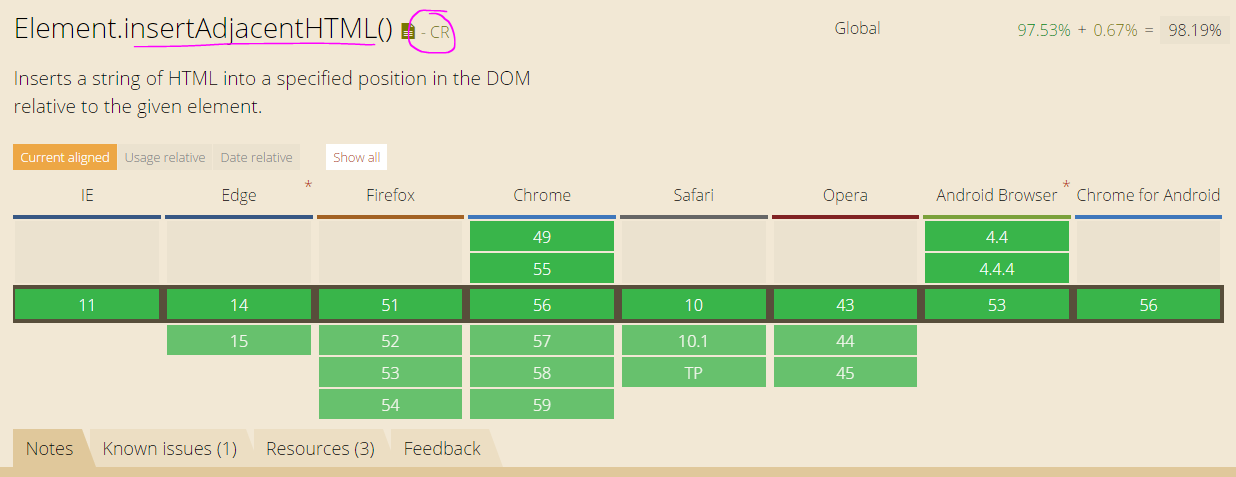 Element.insertAdjacentHTML() - CR
Global 97.53% + 0.67% = 98.19%
Inserts a string of HTML into a specified position in the DOM
relative to the given element.
Current aligned Usage relative Date relative Show all
IE Edge * Firefox Chrome Safari Opera Android Browser * Chrome for Android
49 4.4
55 4.4.4
11 14 51 56 10 43 53 56
15 52 57 10.1 44
53 58 TP 45
54 59
Notes Known issues (1) Resources (3) Feedback